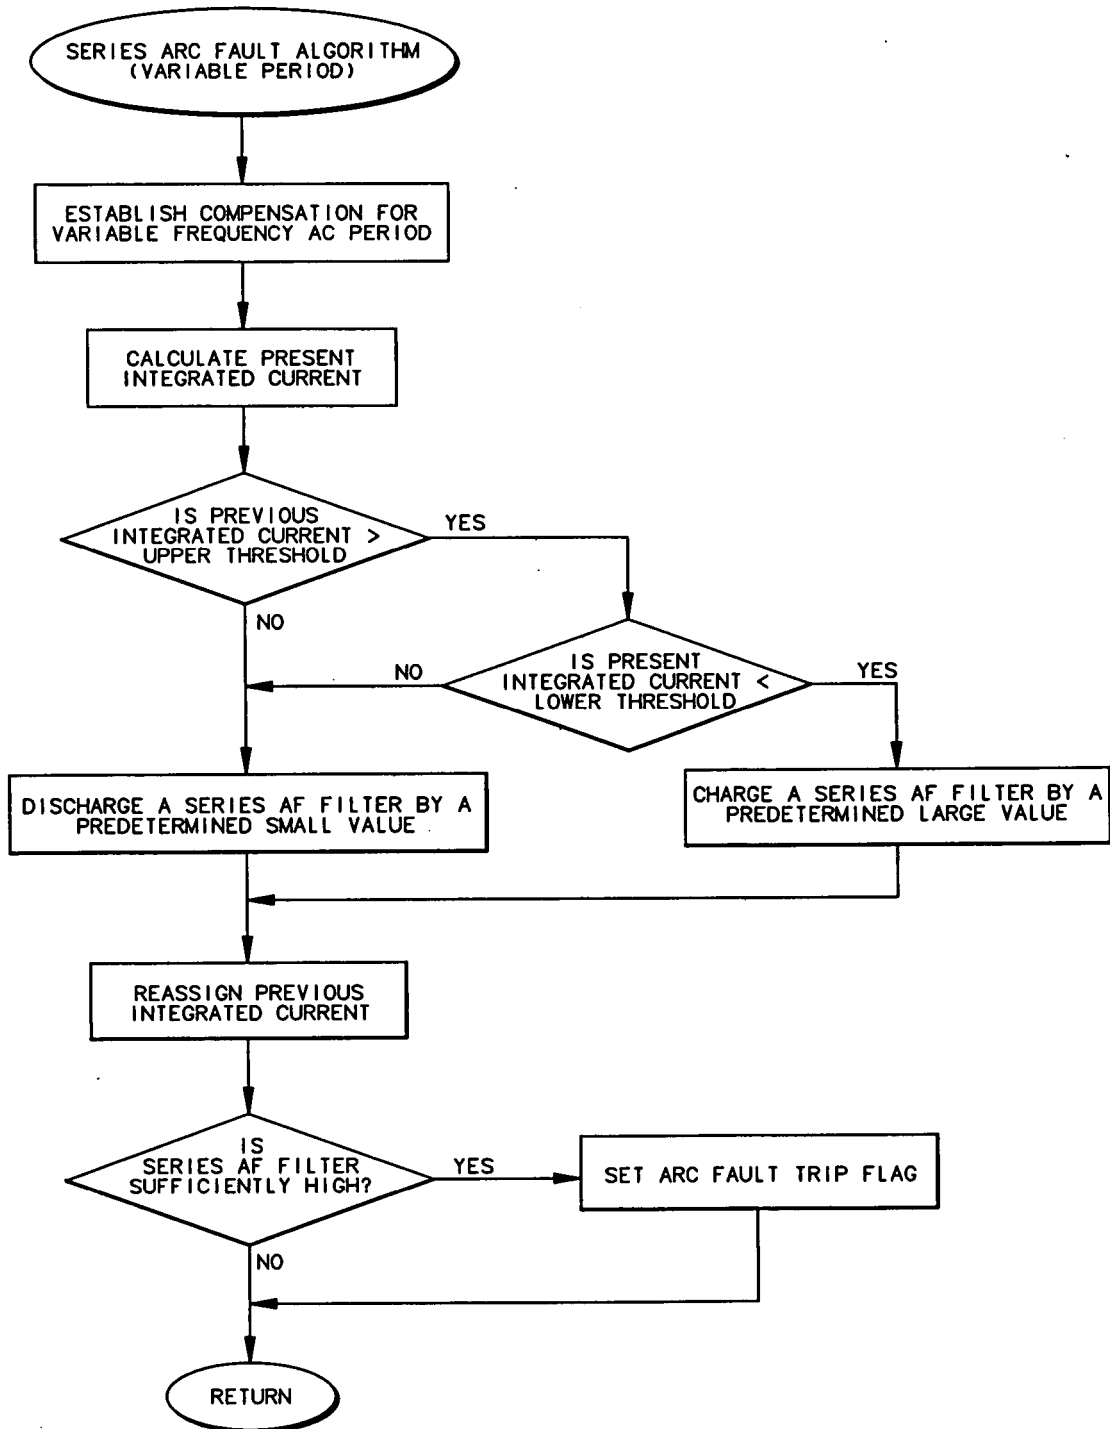 SERIES ARC FAULT ALGORITHM
(VARIABLE PERIOD)
ESTABLISH COMPENSATION FOR
VARIABLE FREQUENCY AC PERIOD
CALCULATE PRESENT
INTEGRATED CURRENT
IS PREVIOUS
INTEGRATED CURRENT >
UPPER THRESHOLD
YES
NO
IS PRESENT
INTEGRATED CURRENT <
LOWER THRESHOLD
NO
YES
DISCHARGE A SERIES AF FILTER BY A
PREDETERMINED SMALL VALUE
CHARGE A SERIES AF FILTER BY A
PREDETERMINED LARGE VALUE
REASSIGN PREVIOUS
INTEGRATED CURRENT
IS
SERIES AF FILTER
SUFFICIENTLY HIGH?
YES
SET ARC FAULT TRIP FLAG
NO
RETURN